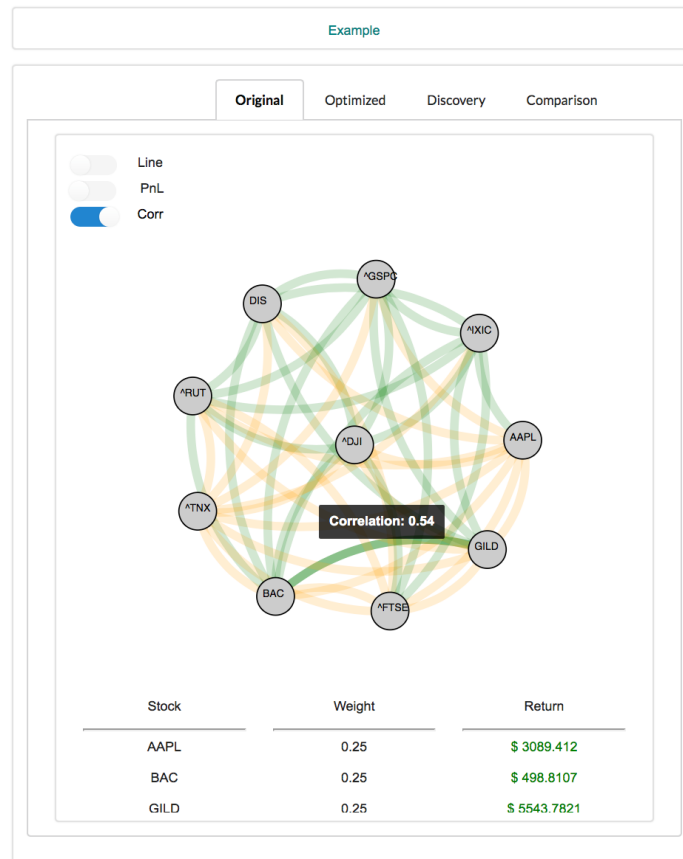 Example
Original Optimized Discovery Comparison
Line
PnL
Corr
^GSPC
DIS
^IXIC
^RUT
AAPL
^DJI
^TNX
Correlation: 0.54
GILD
BAC
^FTSE
Stock Weight Return
AAPL 0.25 $ 3089.412
BAC 0.25 $ 498.8107
GILD 0.25 $ 5543.7821